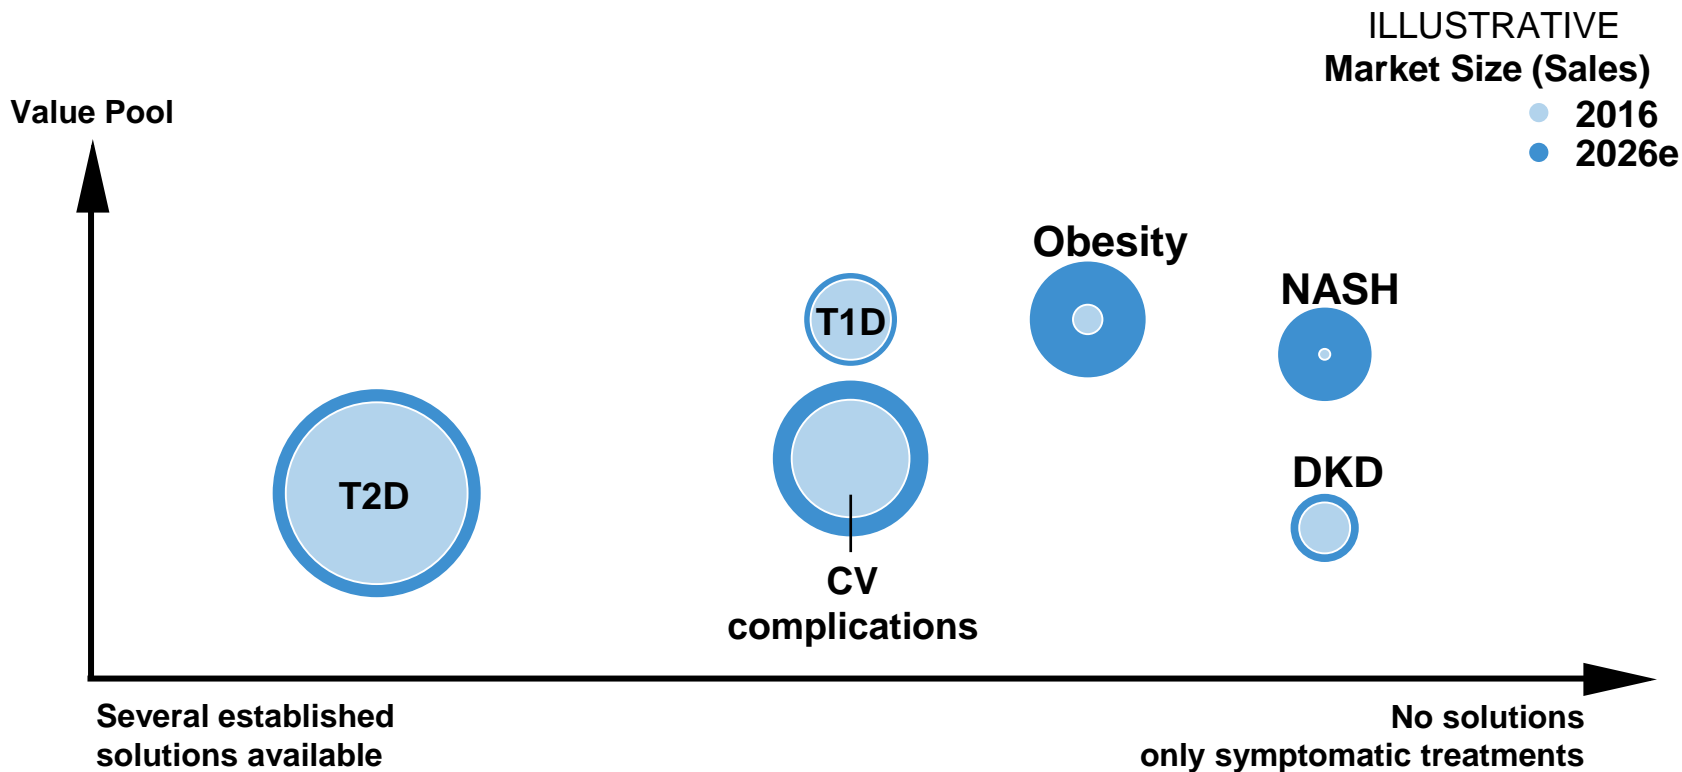 ILLUSTRATIVE
Market Size (Sales)
2016
2026e
Value Pool
Obesity
NASH
T1D
DKD
T2D
CV
complications
Several established
solutions available
No solutions
only symptomatic treatments